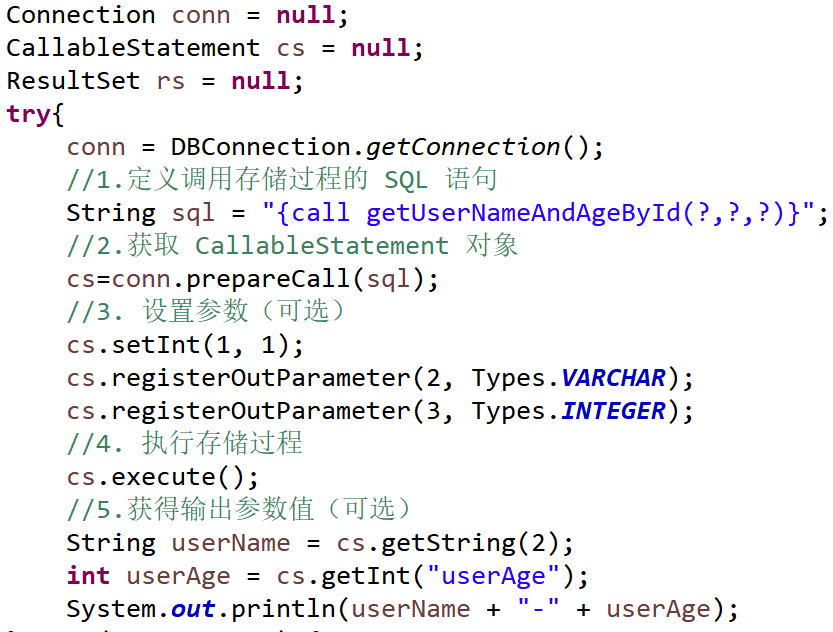 Connection conn = null;
CallableStatement cs = null;
ResultSet rs = null;
try{
conn = DBConnection.getConnection();
//1.定义调用存储过程的 SQL 语句
String sql = "{call getUserNameAndAgeById(?,?,?)}";
//2.获取 CallableStatement 对象
cs=conn.prepareCall(sql);
//3. 设置参数（可选）
cs.setInt(1, 1);
cs.registerOutParameter(2, Types.VARCHAR);
cs.registerOutParameter(3, Types.INTEGER);
//4. 执行存储过程
cs.execute();
//5.获得输出参数值（可选）
String userName = cs.getString(2);
int userAge = cs.getInt("userAge");
System.out.println(userName + "-" + userAge);